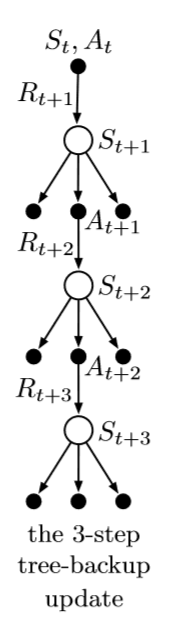 S_t, A_t
R_{t+1}
S_{t+1}
A_{t+1}
R_{t+2}
S_{t+2}
A_{t+2}
R_{t+3}
S_{t+3}
the 3-step
tree-backup
update